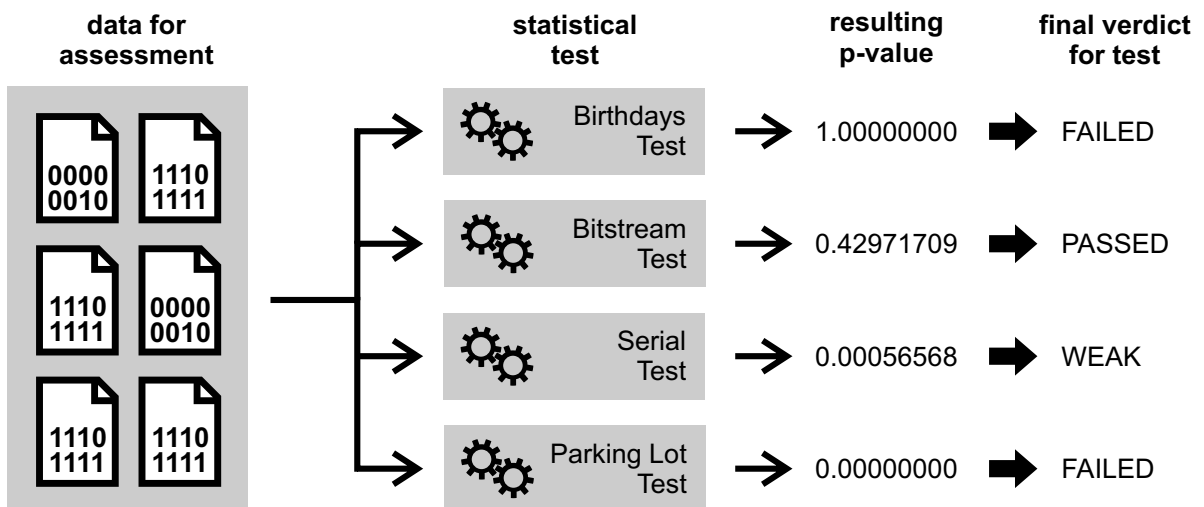 data for
assessment
statistical
test
resulting
p-value
final verdict
for test
0000
0010
1110
1111
1110
1111
0000
0010
1110
1111
1110
1111
Birthdays
Test
1.00000000
FAILED
Bitstream
Test
0.42971709
PASSED
Serial
Test
0.00056568
WEAK
Parking Lot
Test
0.00000000
FAILED